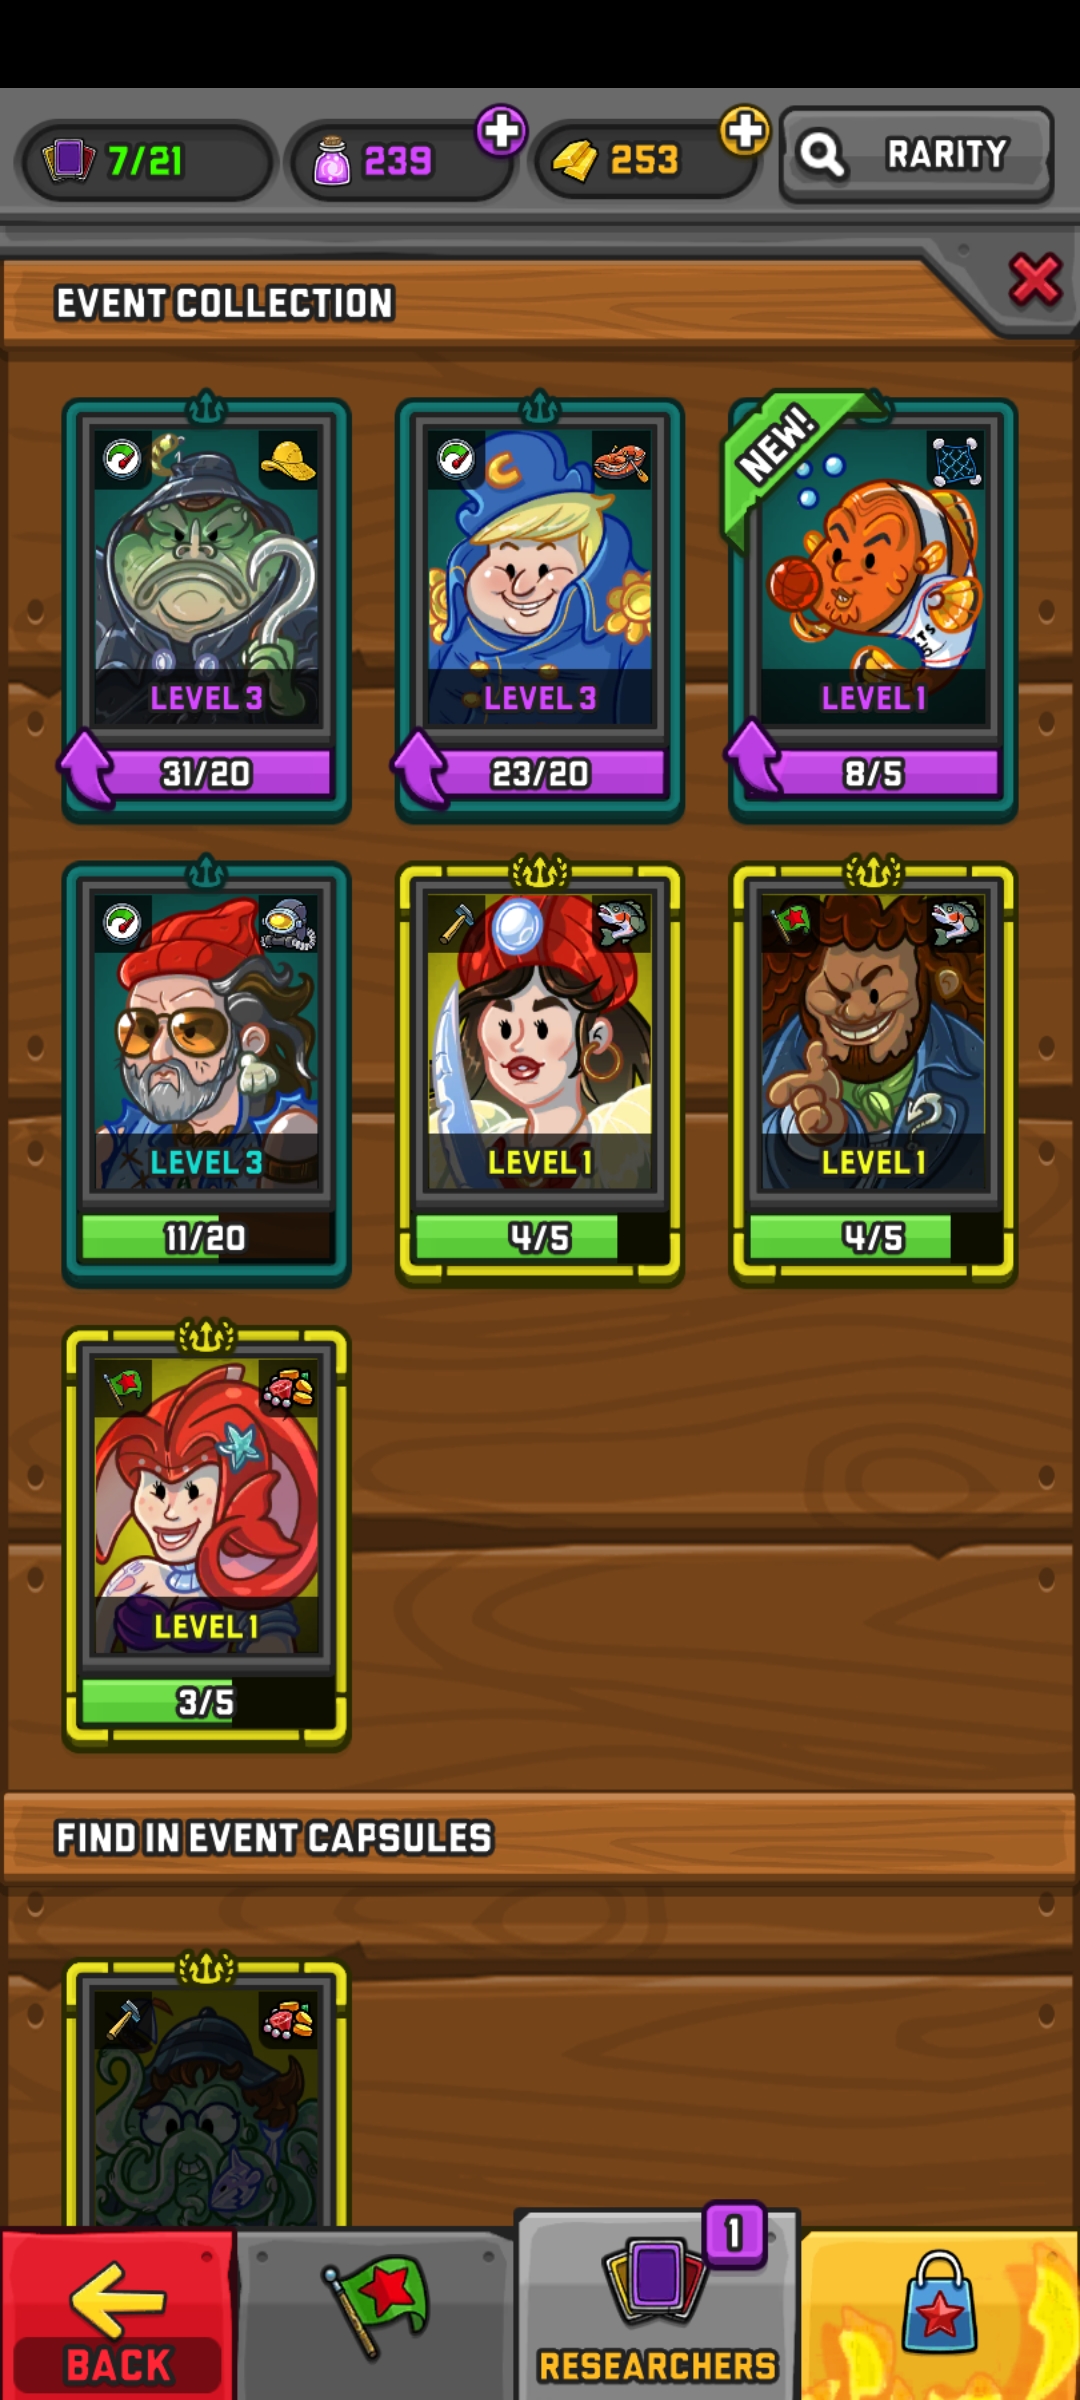 7/21
239
253
RARITY
EVENT COLLECTION
C
LEVEL 3
31/20
LEVEL 3
23/20
NEW!
LEVEL 1
8/5
LEVEL 3
11/20
LEVEL 1
4/5
LEVEL 1
4/5
LEVEL 1
3/5
FIND IN EVENT CAPSULES
BACK
1
RESEARCHERS